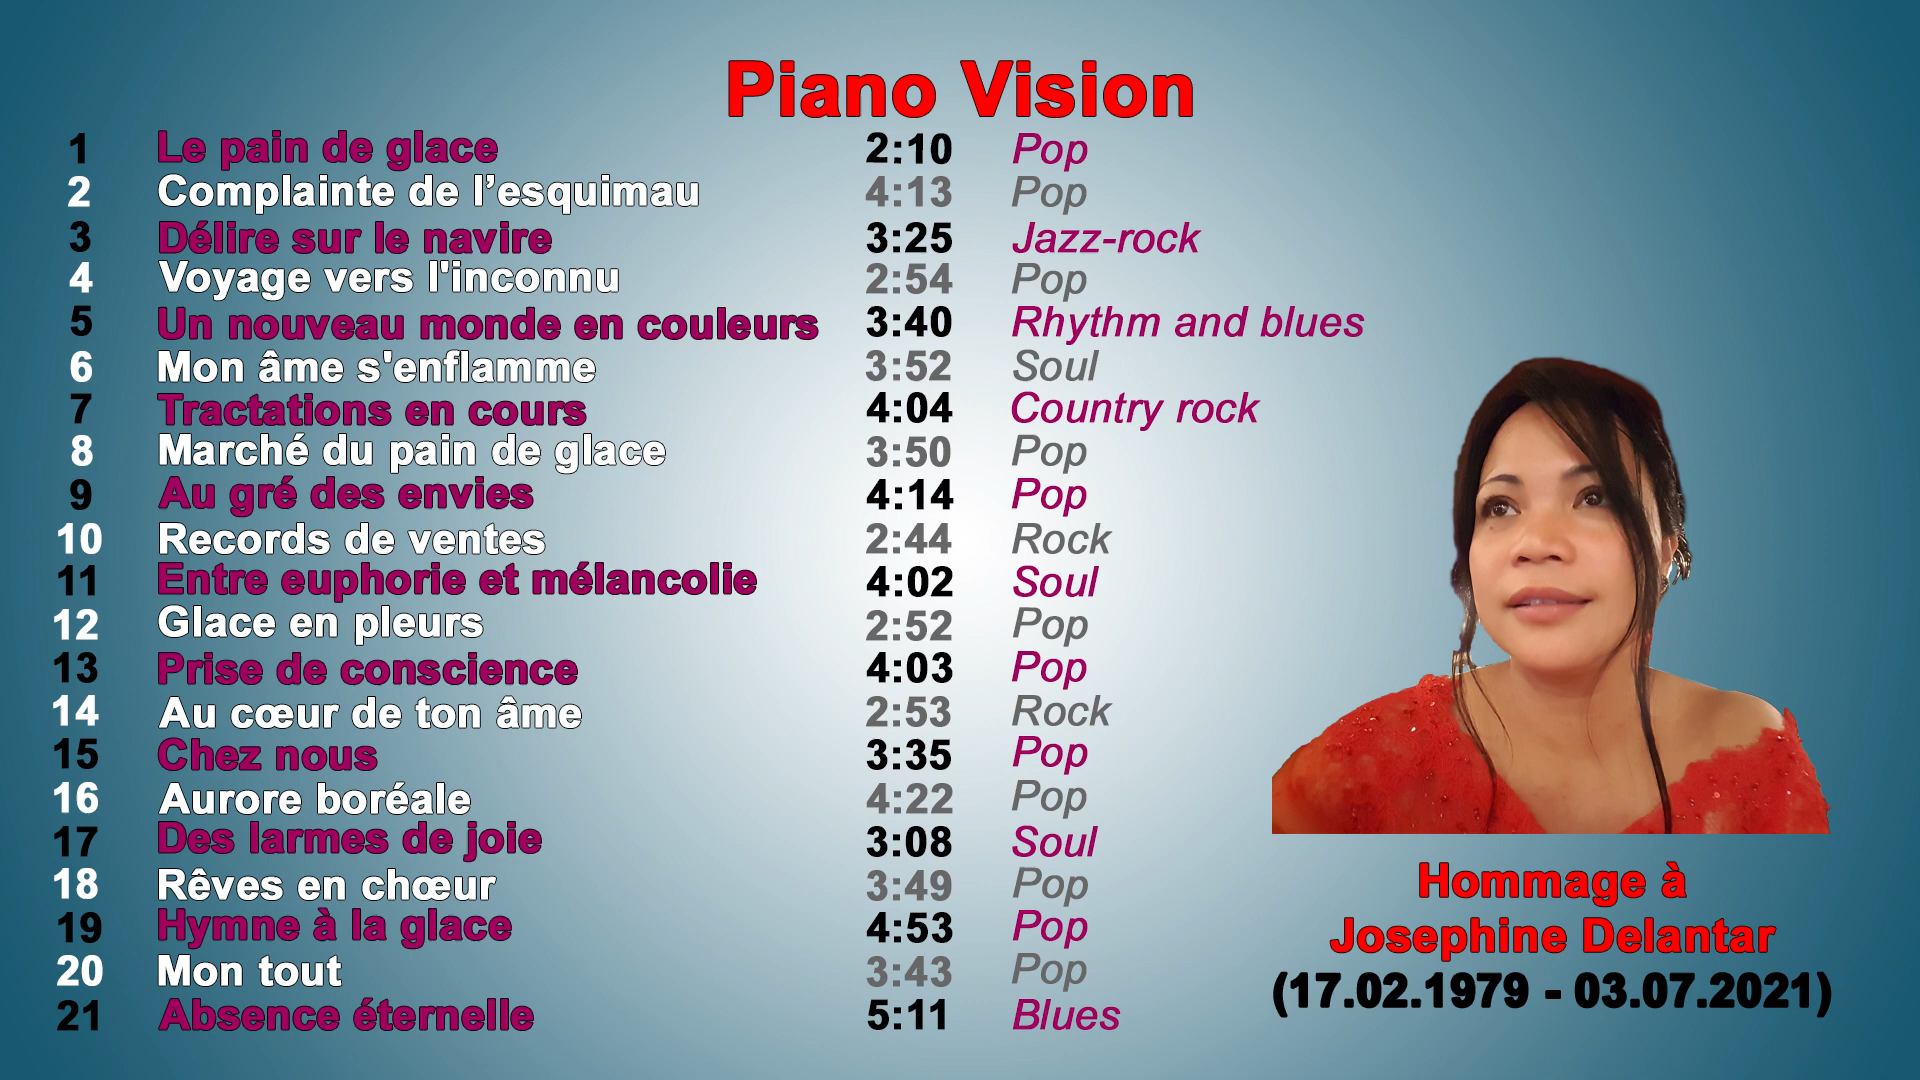 Piano Vision
1 Le pain de glace 2:10 Pop
2 Complainte de l’esquimau 4:13 Pop
3 Délire sur le navire 3:25 Jazz-rock
4 Voyage vers l'inconnu 2:54 Pop
5 Un nouveau monde en couleurs 3:40 Rhythm and blues
6 Mon âme s'enflamme 3:52 Soul
7 Tractations en cours 4:04 Country rock
8 Marché du pain de glace 3:50 Pop
9 Au gré des envies 4:14 Pop
10 Records de ventes 2:44 Rock
11 Entre euphorie et mélancolie 4:02 Soul
12 Glace en pleurs 2:52 Pop
13 Prise de conscience 4:03 Pop
14 Au cœur de ton âme 2:53 Rock
15 Chez nous 3:35 Pop
16 Aurore boréale 4:22 Pop
17 Des larmes de joie 3:08 Soul
18 Rêves en chœur 3:49 Pop
19 Hymne à la glace 4:53 Pop
20 Mon tout 3:43 Pop
21 Absence éternelle 5:11 Blues
Hommage à
Josephine Delantar
(17.02.1979 - 03.07.2021)